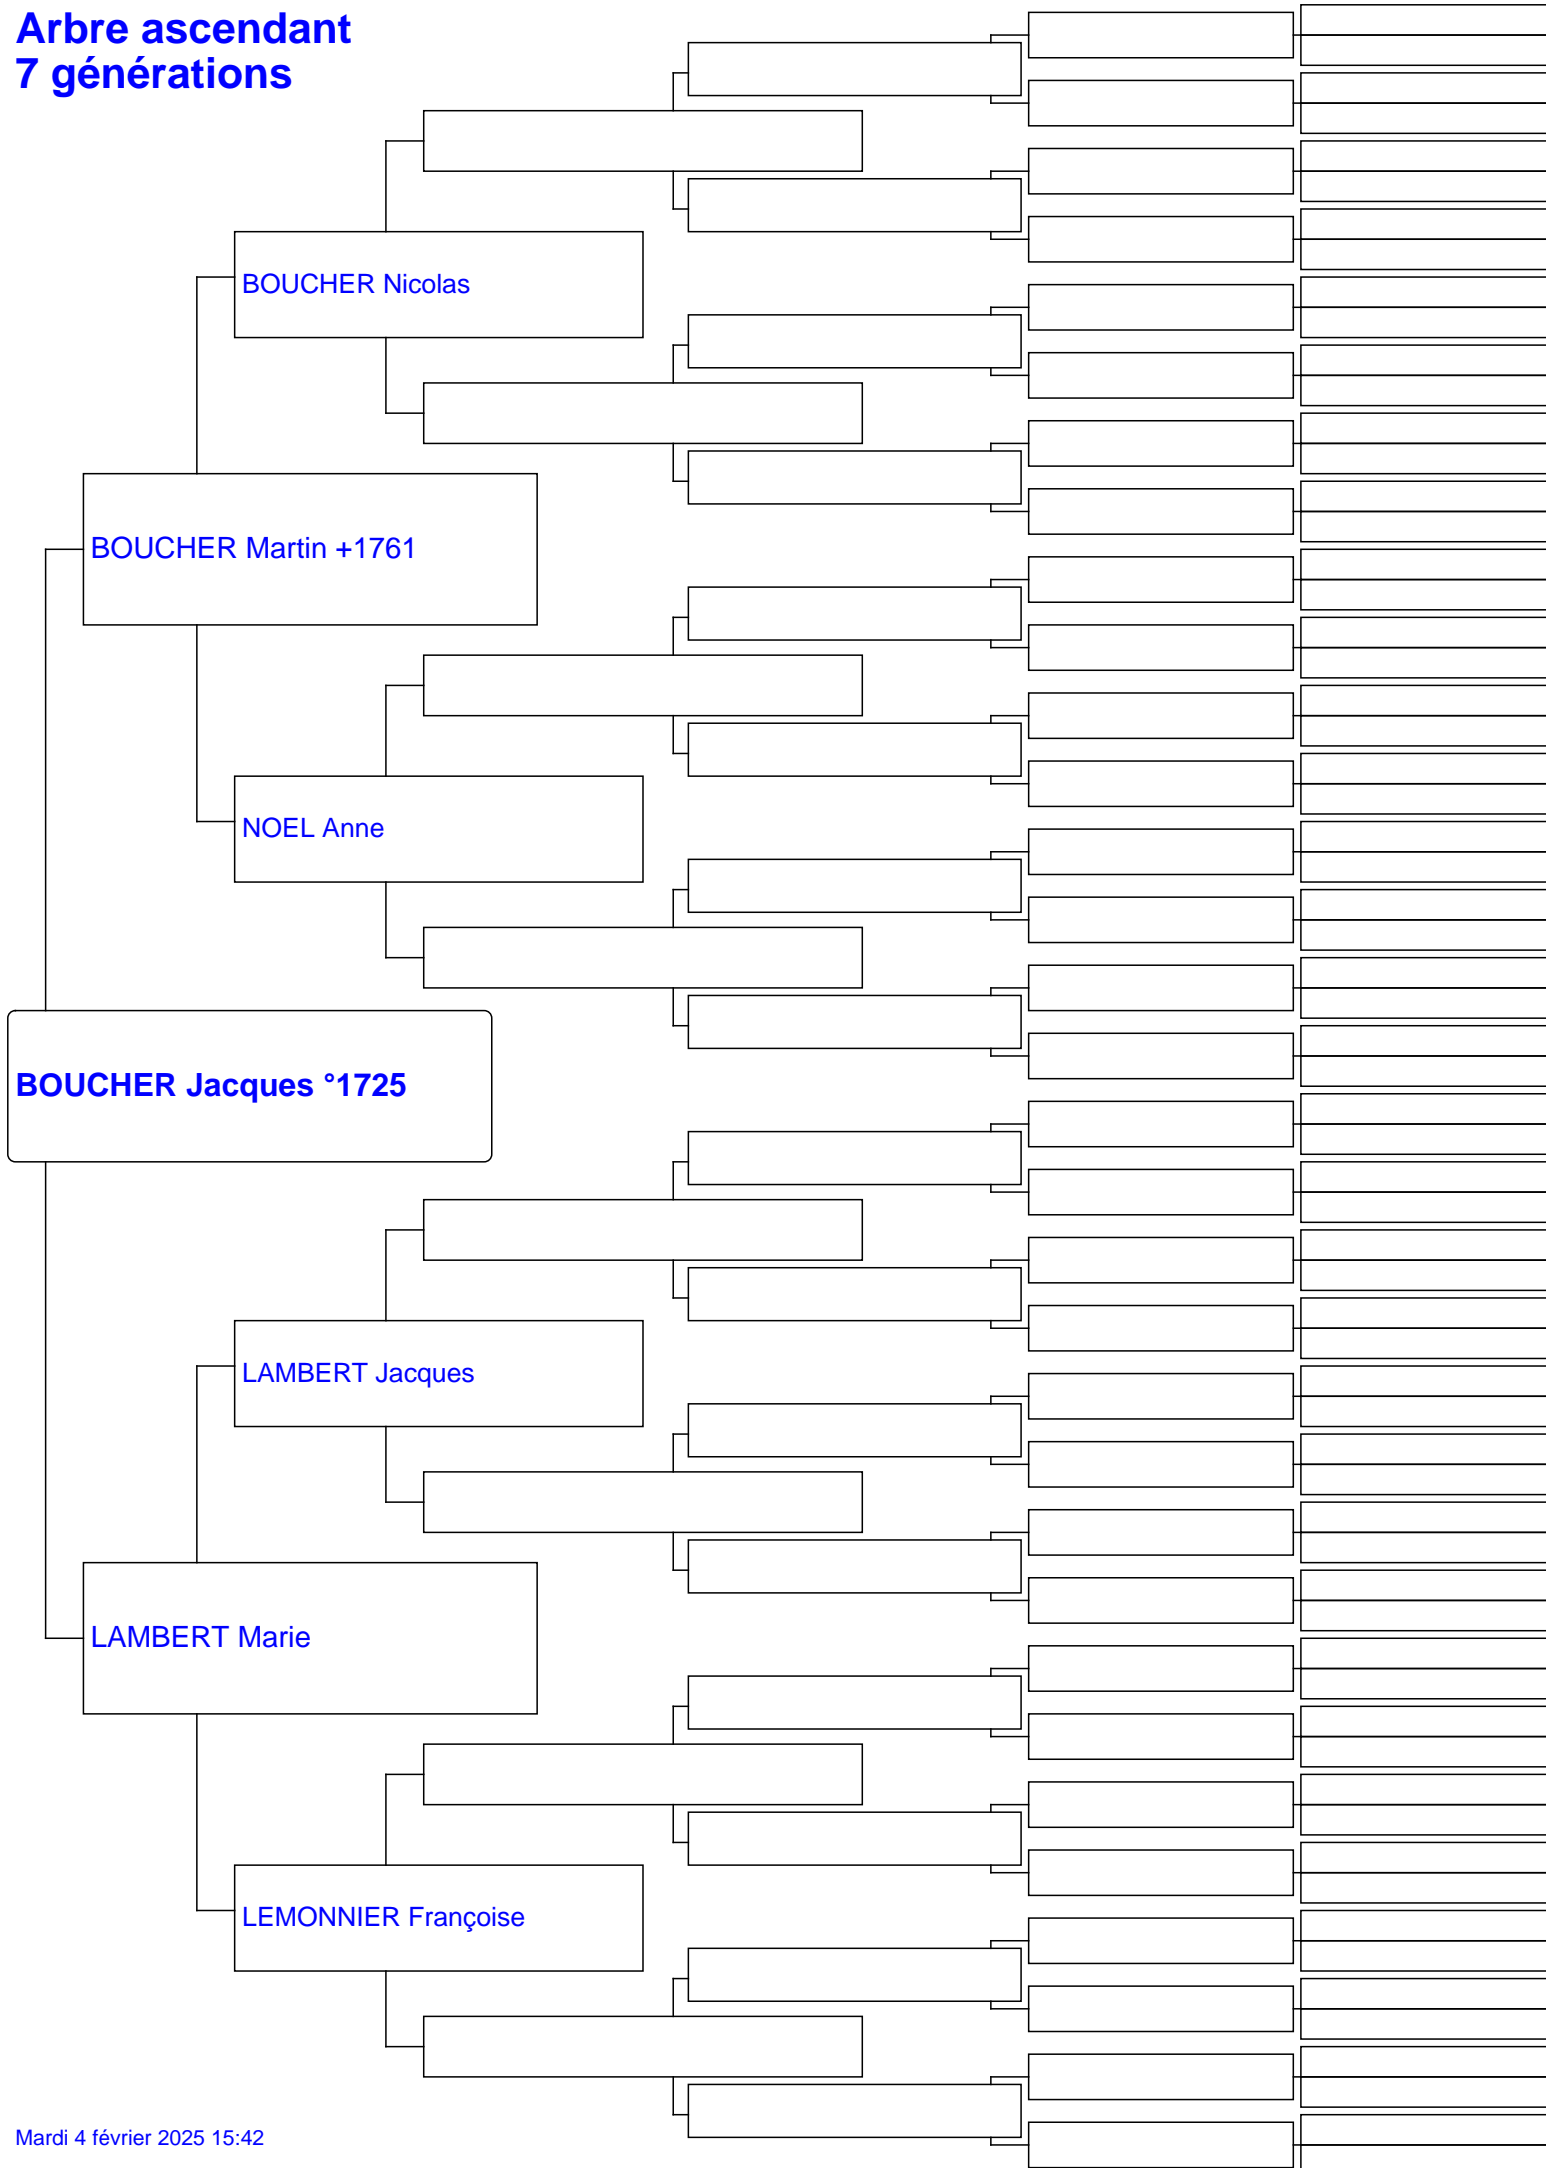 Arbre ascendant
7 générations
BOUCHER Nicolas
BOUCHER Martin +1761
NOEL Anne
BOUCHER Jacques °1725
LAMBERT Jacques
LAMBERT Marie
LEMONNIER Françoise
Mardi 4 février 2025 15:42